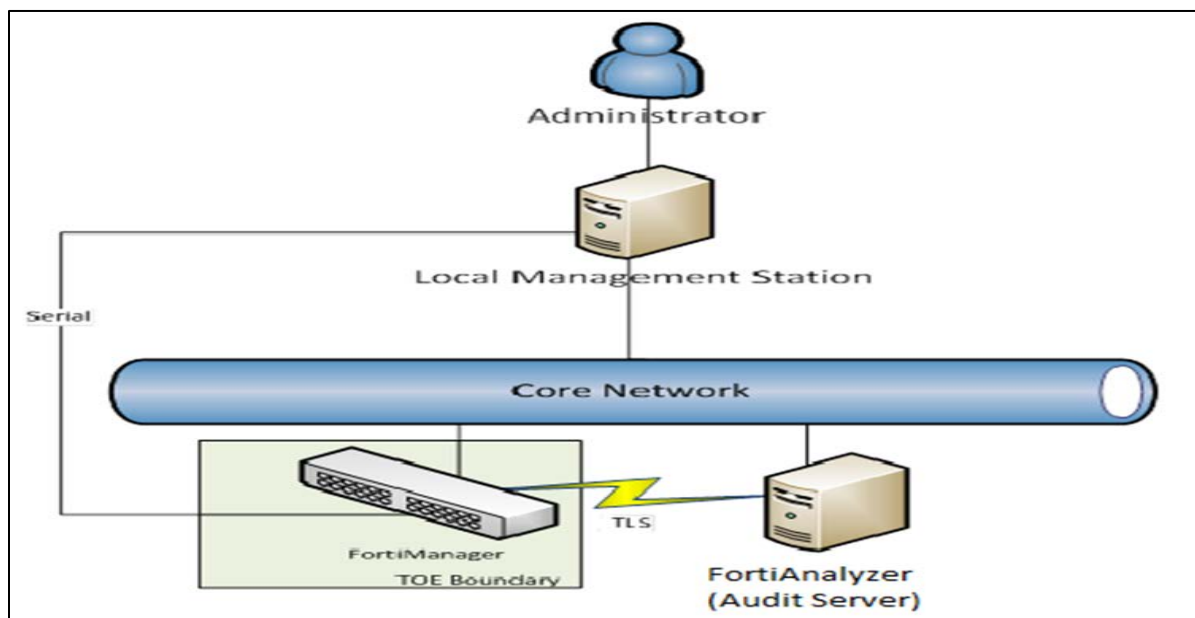 Administrator
Local Management Station
Serial
Core Network
TLS
FortiManager
TOE Boundary
FortiAnalyzer
(Audit Server)